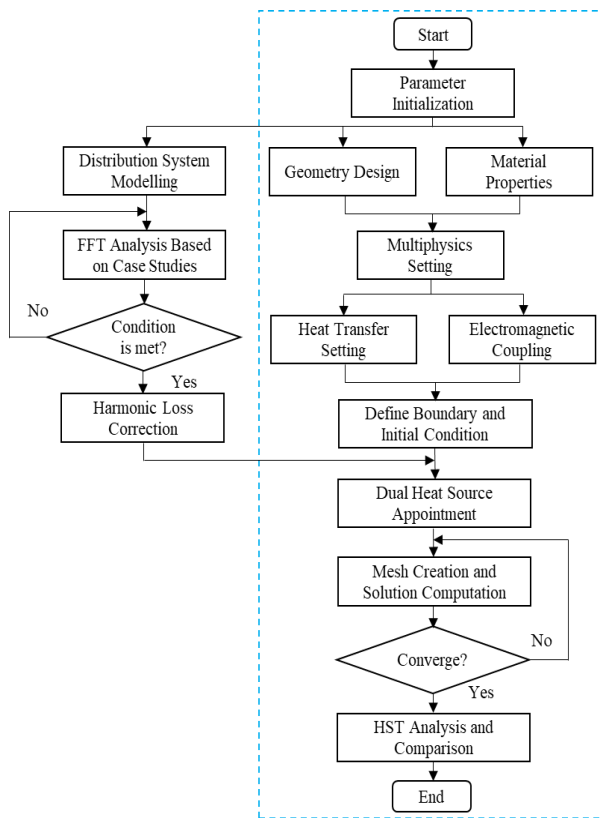 Start
Parameter
Initialization
Distribution System
Modelling
Geometry Design
Material
Properties
FFT Analysis Based
on Case Studies
Multiphysics
Setting
No
Condition
is met?
Heat Transfer
Setting
Electromagnetic
Coupling
Yes
Harmonic Loss
Correction
Define Boundary and
Initial Condition
Dual Heat Source
Appointment
Mesh Creation and
Solution Computation
No
Converge?
Yes
HST Analysis and
Comparison
End